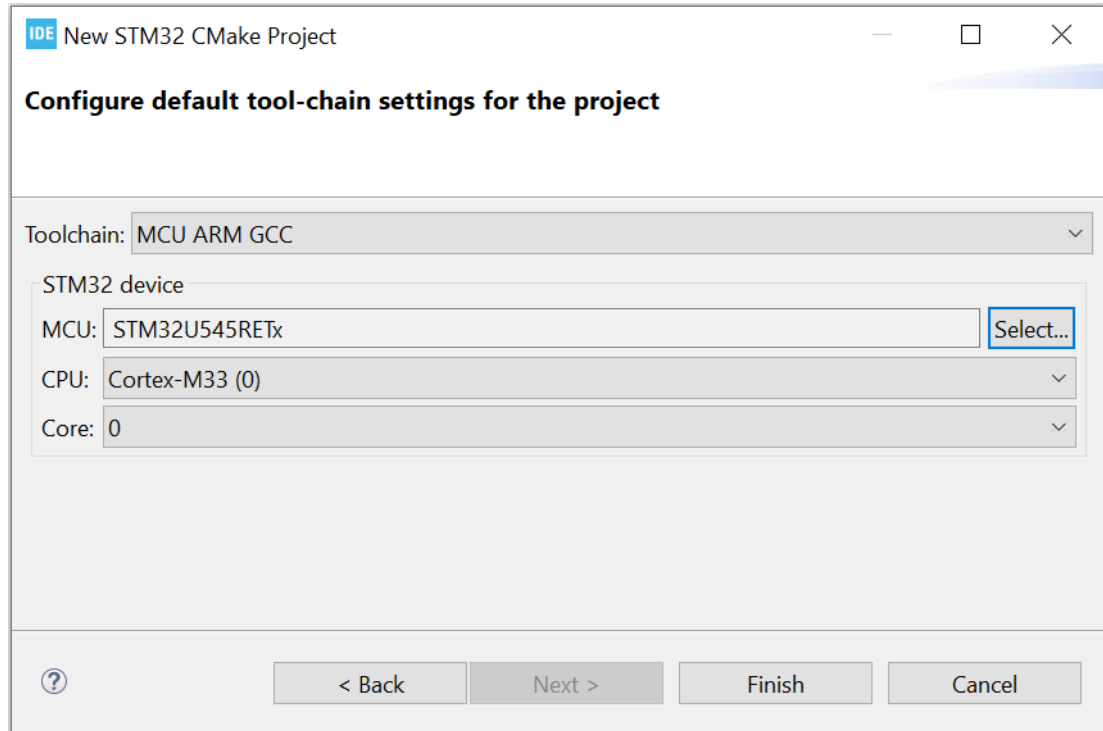 IDE New STM32 CMake Project
Configure default tool-chain settings for the project
Toolchain: MCU ARM GCC
STM32 device
MCU: STM32U545RETx Select...
CPU: Cortex-M33 (0)
Core: 0
? < Back Next > Finish Cancel